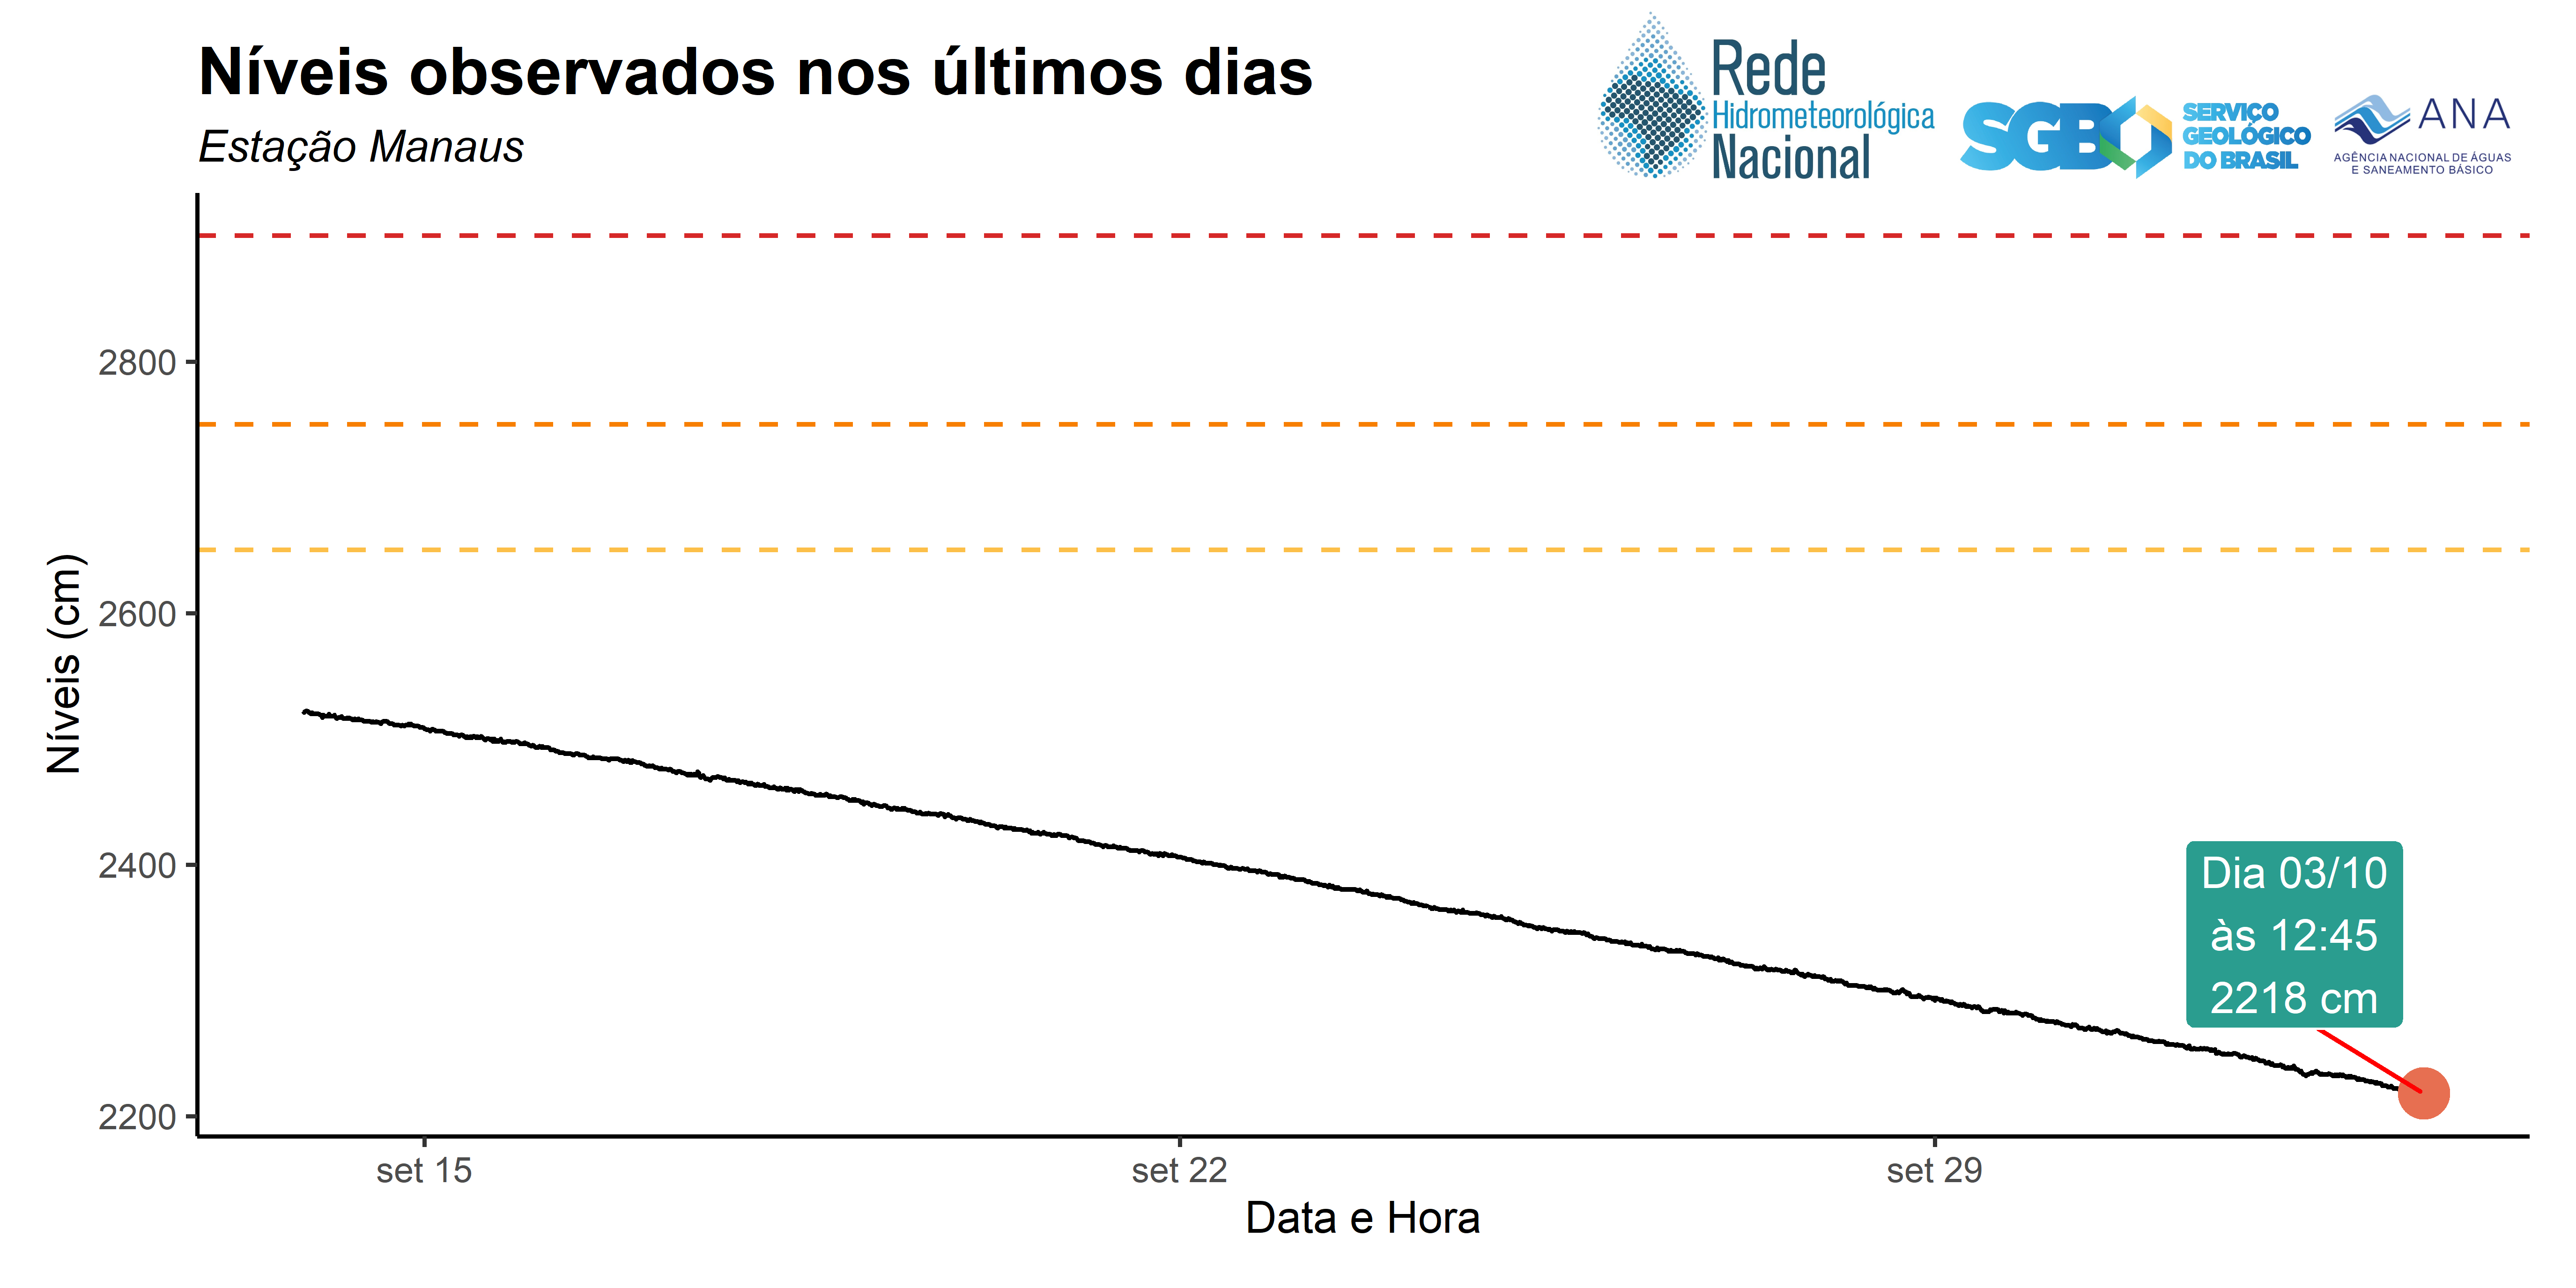 Níveis observados nos últimos dias
Estação Manaus
Rede
Hidrometeorológica
Nacional
SGB
SERVIÇO
GEOLÓGICO
DO BRASIL
ANA
AGÊNCIA NACIONAL DE ÁGUAS
E SANEAMENTO BÁSICO
Níveis (cm)
2800
2600
2400
2200
Dia 03/10
às 12:45
2218 cm
set 15
set 22
set 29
Data e Hora